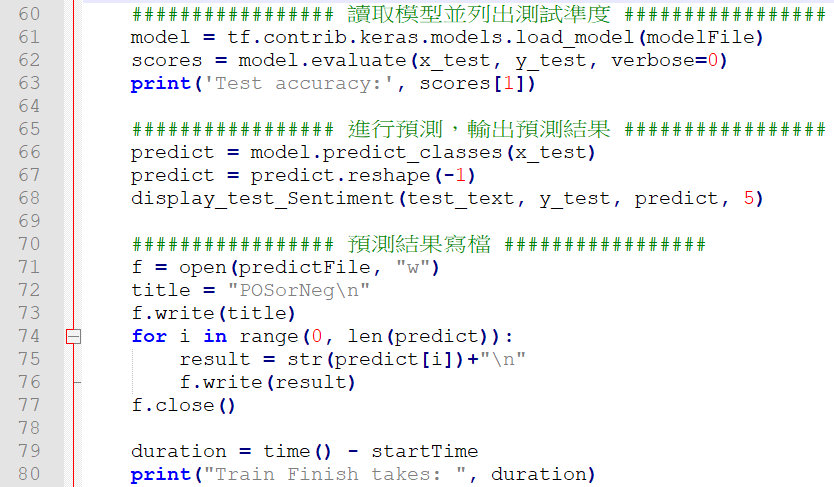 60 ################# 讀取模型並列出測試準度 #################
61 model = tf.contrib.keras.models.load_model(modelFile)
62 scores = model.evaluate(x_test, y_test, verbose=0)
63 print('Test accuracy:', scores[1])
64
65 ################# 進行預測，輸出預測結果 #################
66 predict = model.predict_classes(x_test)
67 predict = predict.reshape(-1)
68 display_test_Sentiment(test_text, y_test, predict, 5)
69
70 ################# 預測結果寫檔 #################
71 f = open(predictFile, "w")
72 title = "POSorNeg\n"
73 f.write(title)
74 for i in range(0, len(predict)):
75     result = str(predict[i])+"\n"
76     f.write(result)
77 f.close()
78
79 duration = time() - startTime
80 print("Train Finish takes: ", duration)